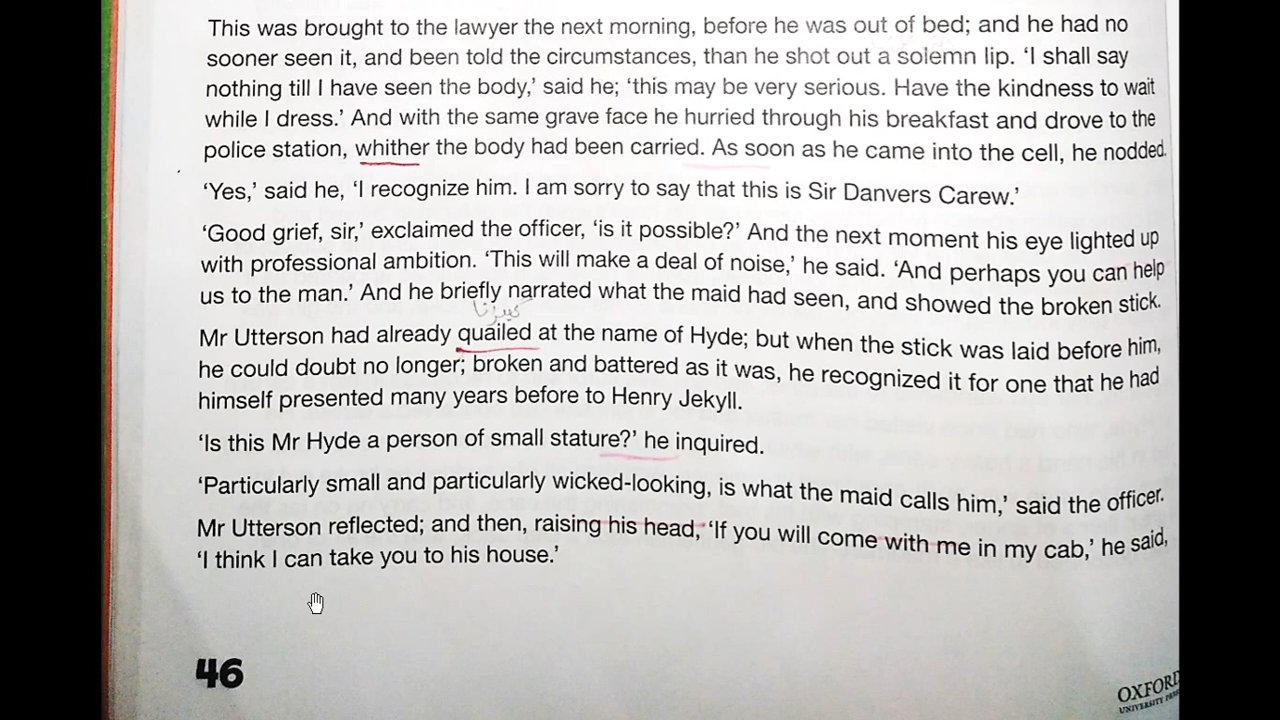 This was brought to the lawyer the next morning, before he was out of bed; and he had no
sooner seen it, and been told the circumstances, than he shot out a solemn lip. ‘I shall say
nothing till I have seen the body,’ said he; ‘this may be very serious. Have the kindness to wait
while I dress.’ And with the same grave face he hurried through his breakfast and drove to the
police station, whither the body had been carried. As soon as he came into the cell, he nodded.
‘Yes,’ said he, ‘I recognize him. I am sorry to say that this is Sir Danvers Carew.’
‘Good grief, sir,’ exclaimed the officer, ‘is it possible?’ And the next moment his eye lighted up
with professional ambition. ‘This will make a deal of noise,’ he said. ‘And perhaps you can help
us to the man.’ And he briefly narrated what the maid had seen, and showed the broken stick.
Mr Utterson had already quailed at the name of Hyde; but when the stick was laid before him,
he could doubt no longer; broken and battered as it was, he recognized it for one that he had
himself presented many years before to Henry Jekyll.
‘Is this Mr Hyde a person of small stature?’ he inquired.
‘Particularly small and particularly wicked-looking, is what the maid calls him,’ said the officer.
Mr Utterson reflected; and then, raising his head, ‘If you will come with me in my cab,’ he said,
‘I think I can take you to his house.’
46
OXFORD